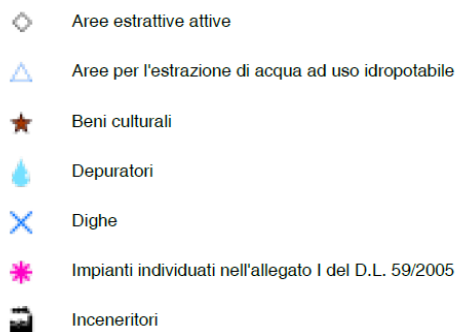 Aree estrattive attive
Aree per l'estrazione di acqua ad uso idropotabile
Beni culturali
Depuratori
Dighe
Impianti individuati nell'allegato I del D.L. 59/2005
Inceneritori